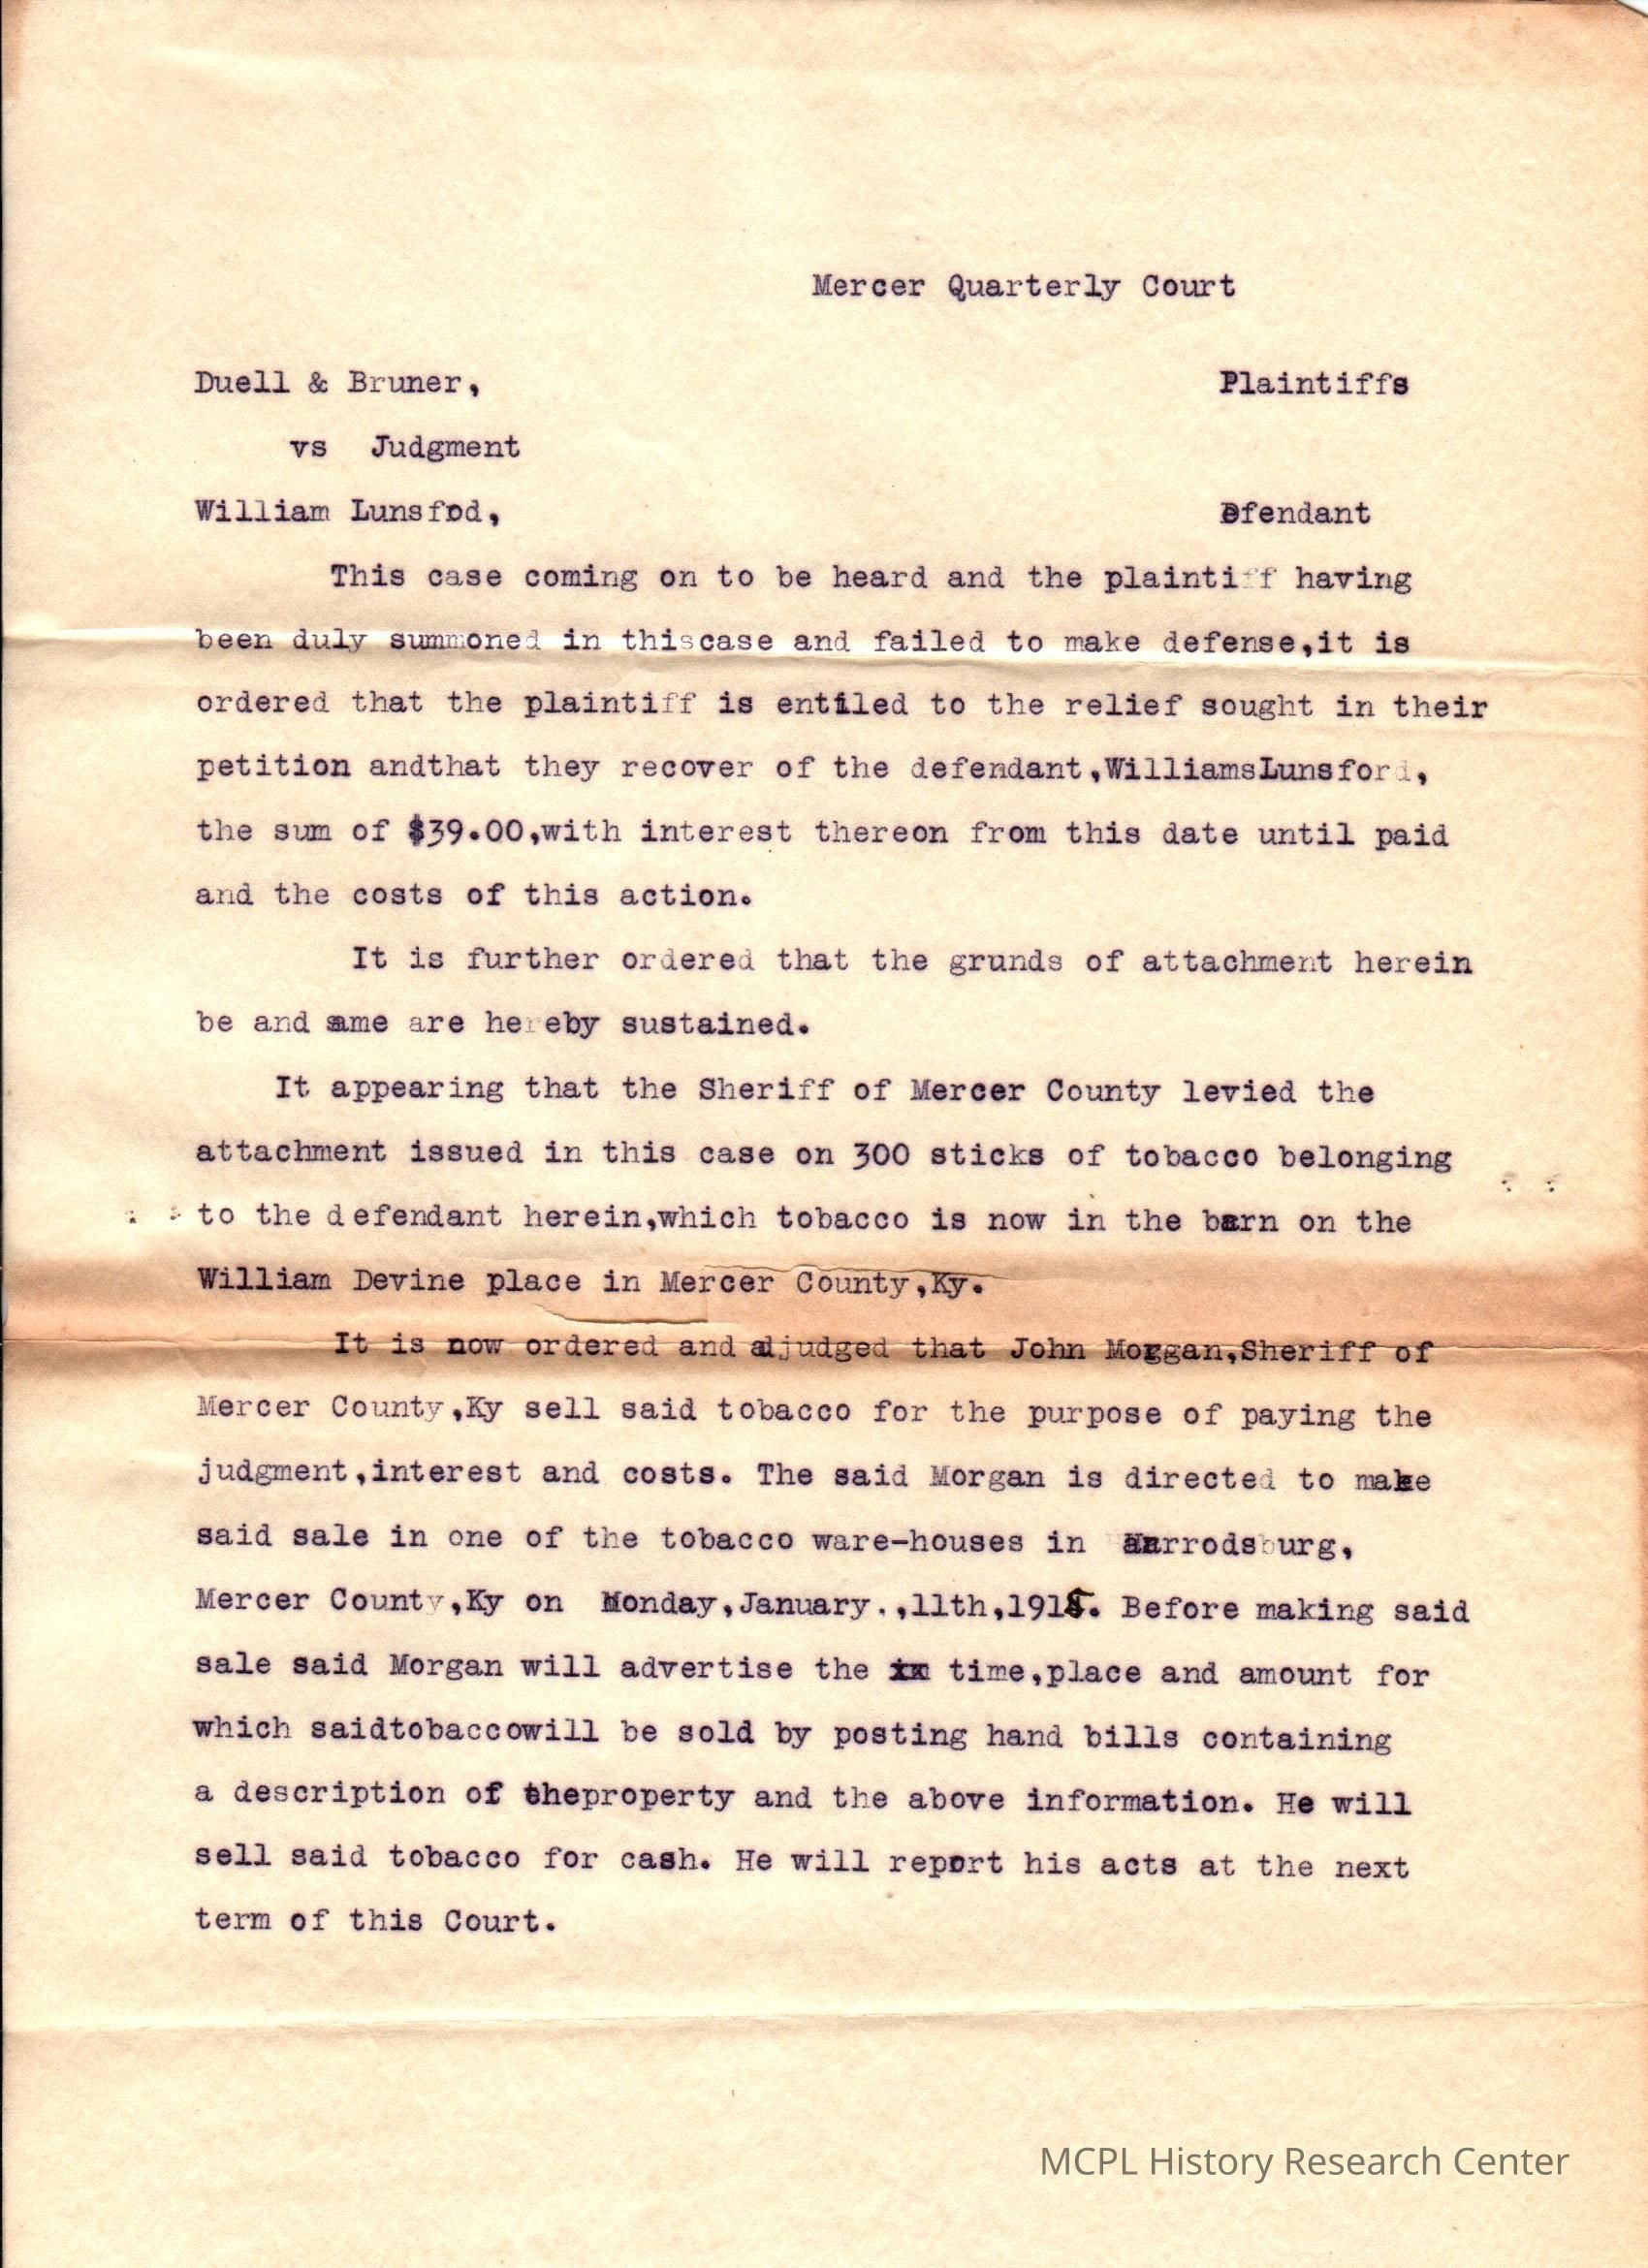 Mercer Quarterly Court
Duell & Bruner, Plaintiffs
vs Judgment
William Lunsfod, Defendant
This case coming on to be heard and the plaintiff having
been duly summoned in thiscase and failed to make defense,it is
ordered that the plaintiff is entiled to the relief sought in their
petition andthat they recover of the defendant,WilliamsLunsford,
the sum of $39.00,with interest thereon from this date until paid
and the costs of this action.
It is further ordered that the grunds of attachment herein
be and same are hereby sustained.
It appearing that the Sheriff of Mercer County levied the
attachment issued in this case on 300 sticks of tobacco belonging
to the defendant herein,which tobacco is now in the barn on the
William Devine place in Mercer County,Ky.
It is now ordered and adjudged that John Morgan,Sheriff of
Mercer County,Ky sell said tobacco for the purpose of paying the
judgment,interest and costs. The said Morgan is directed to make
said sale in one of the tobacco ware-houses in Harrodsburg,
Mercer County,Ky on Monday,January.,11th,1915. Before making said
sale said Morgan will advertise the time,place and amount for
which saidtobaccowill be sold by posting hand bills containing
a description of theproperty and the above information. He will
sell said tobacco for cash. He will report his acts at the next
term of this Court.
MCPL History Research Center